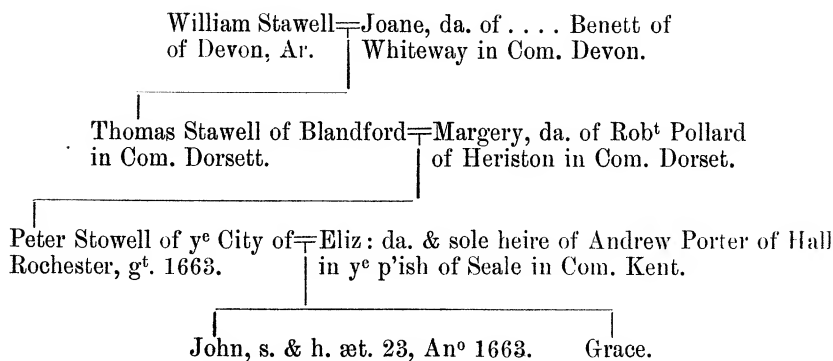 William Stawell=Joane, da. of . . . . Benett of
of Devon, Ar. Whiteway in Com. Devon.
Thomas Stawell of Blandford=Margery, da. of Robᵗ Pollard
in Com. Dorsett. of Heriston in Com. Dorset.
Peter Stowell of yᵉ City of=Eliz: da. & sole heire of Andrew Porter of Hall
Rochester, gᵗ. 1663. in yᵉ p'ish of Seale in Com. Kent.
John, s. & h. æt. 23, Anᵒ 1663. Grace.